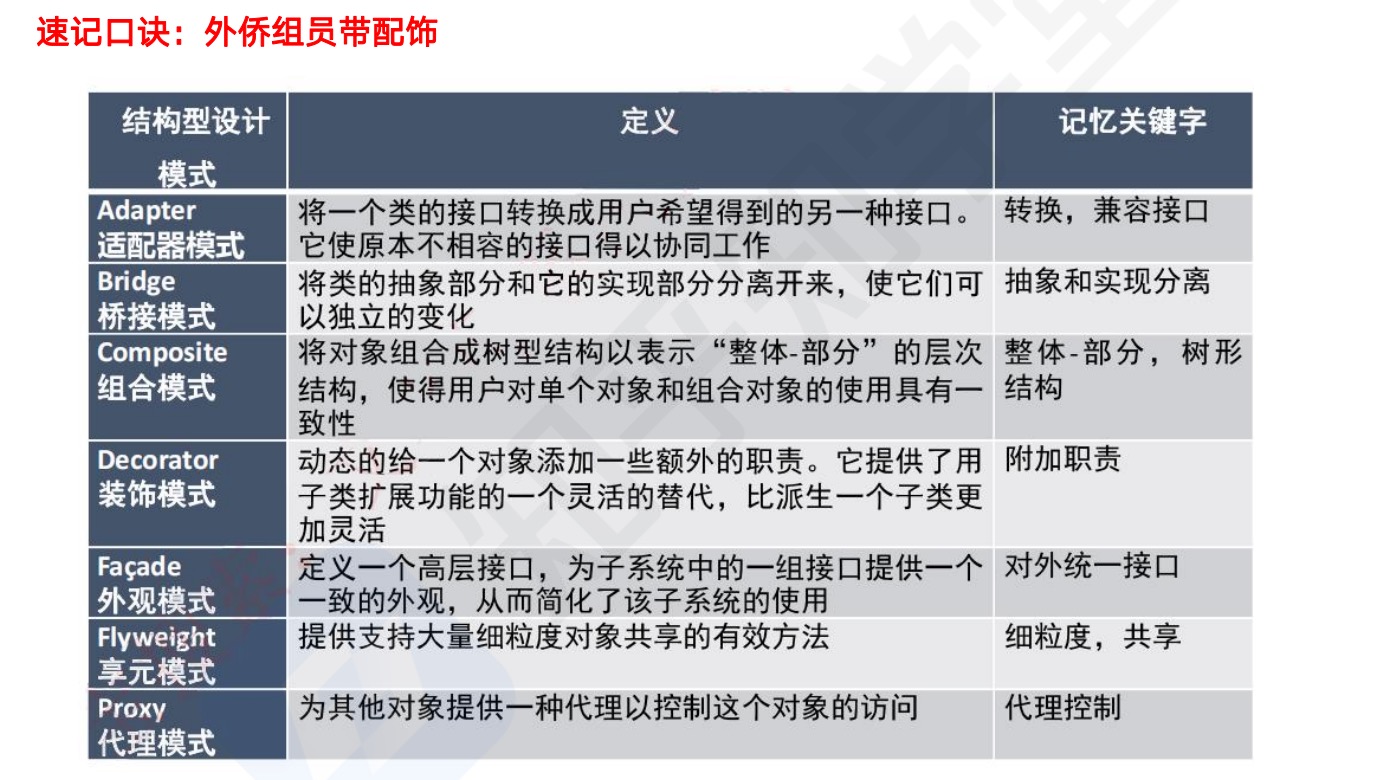 速记口诀：外侨组员带配饰
结构型设计
模式
定义
记忆关键字
Adapter
适配器模式
将一个类的接口转换成用户希望得到的另一种接口。
它使原本不相容的接口得以协同工作
转换，兼容接口
Bridge
桥接模式
将类的抽象部分和它的实现部分分离开来，使它们可
以独立的变化
抽象和实现分离
Composite
组合模式
将对象组合成树型结构以表示“整体-部分”的层次
结构，使得用户对单个对象和组合对象的使用具有一
致性
整体-部分，树形
结构
Decorator
装饰模式
动态的给一个对象添加一些额外的职责。它提供了用
子类扩展功能的一个灵活的替代，比派生一个子类更
加灵活
附加职责
Façade
外观模式
定义一个高层接口，为子系统中的一组接口提供一个
一致的外观，从而简化了该子系统的使用
对外统一接口
Flyweight
享元模式
提供支持大量细粒度对象共享的有效方法
细粒度，共享
Proxy
代理模式
为其他对象提供一种代理以控制这个对象的访问
代理控制